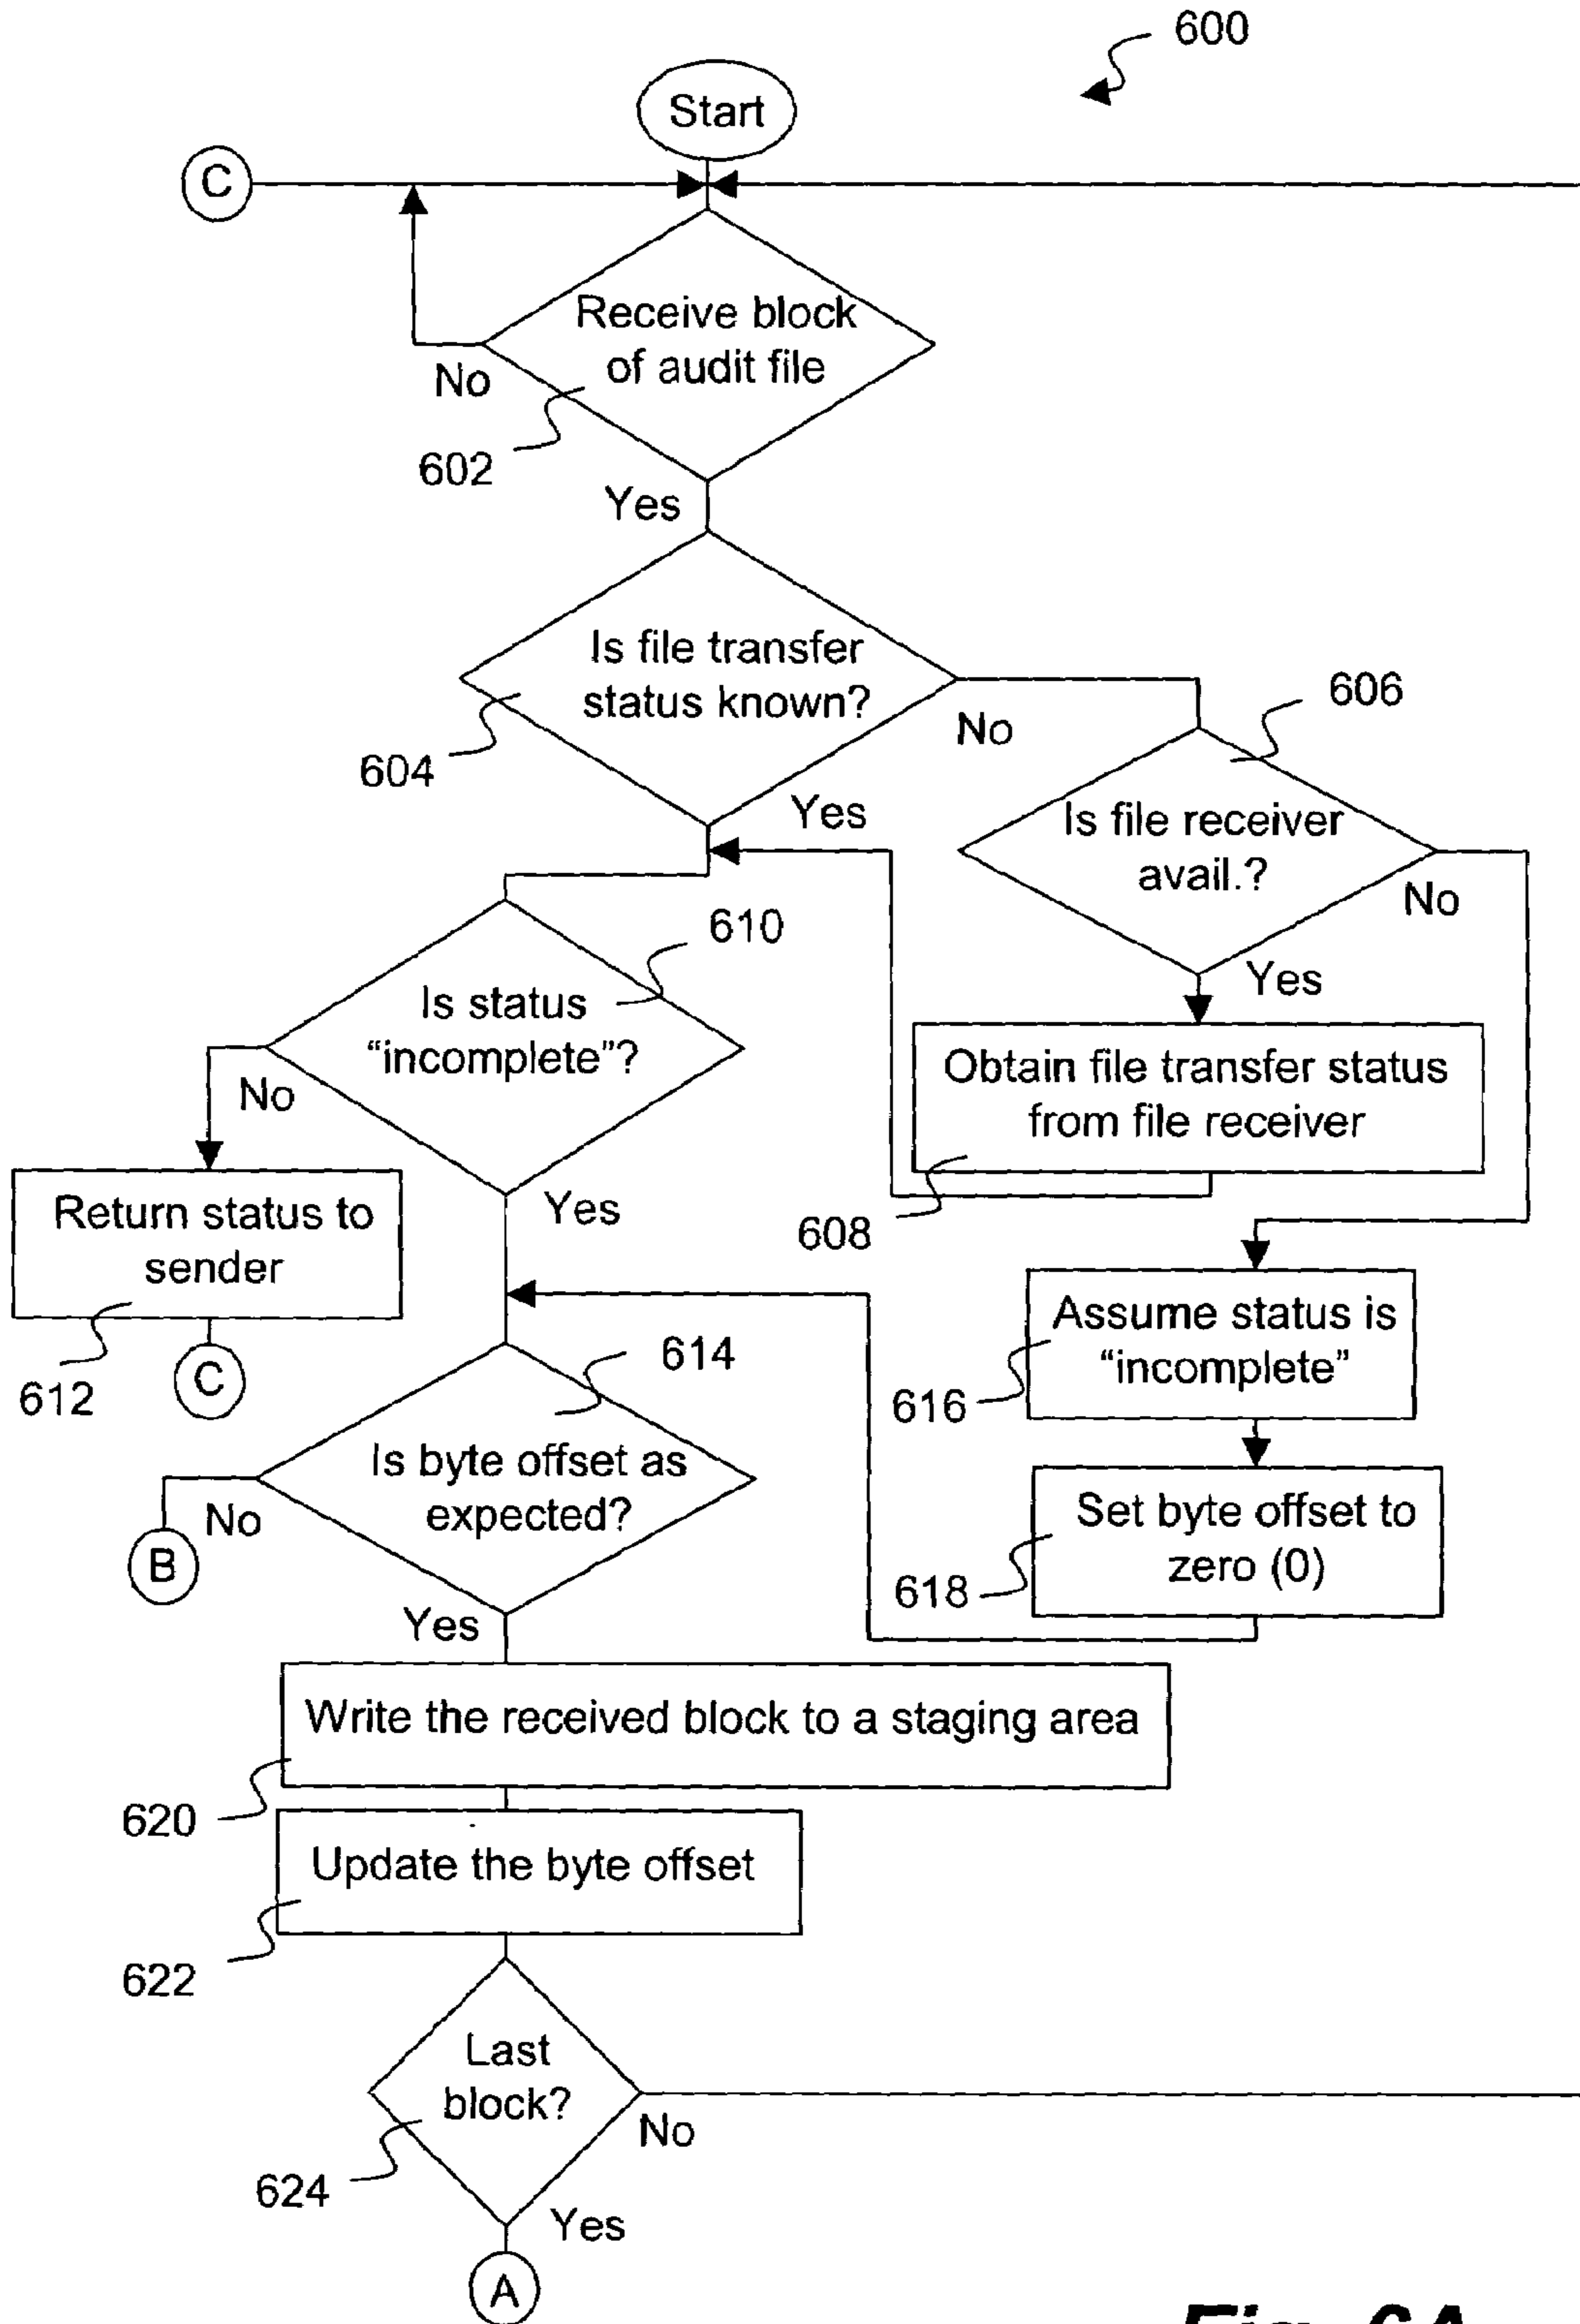 600
Start
C
Receive block
of audit file
No
602
Yes
Is file transfer
status known?
604
No
606
Yes
Is file receiver
avail.?
No
610
Yes
Is status
“incomplete”?
No
Obtain file transfer status
from file receiver
Return status to
sender
Yes
608
612
C
614
Assume status is
“incomplete”
616
Is byte offset as
expected?
No
B
Set byte offset to
zero (0)
618
Yes
Write the received block to a staging area
620
Update the byte offset
622
Last
block?
No
624
Yes
A
Fig. 6A